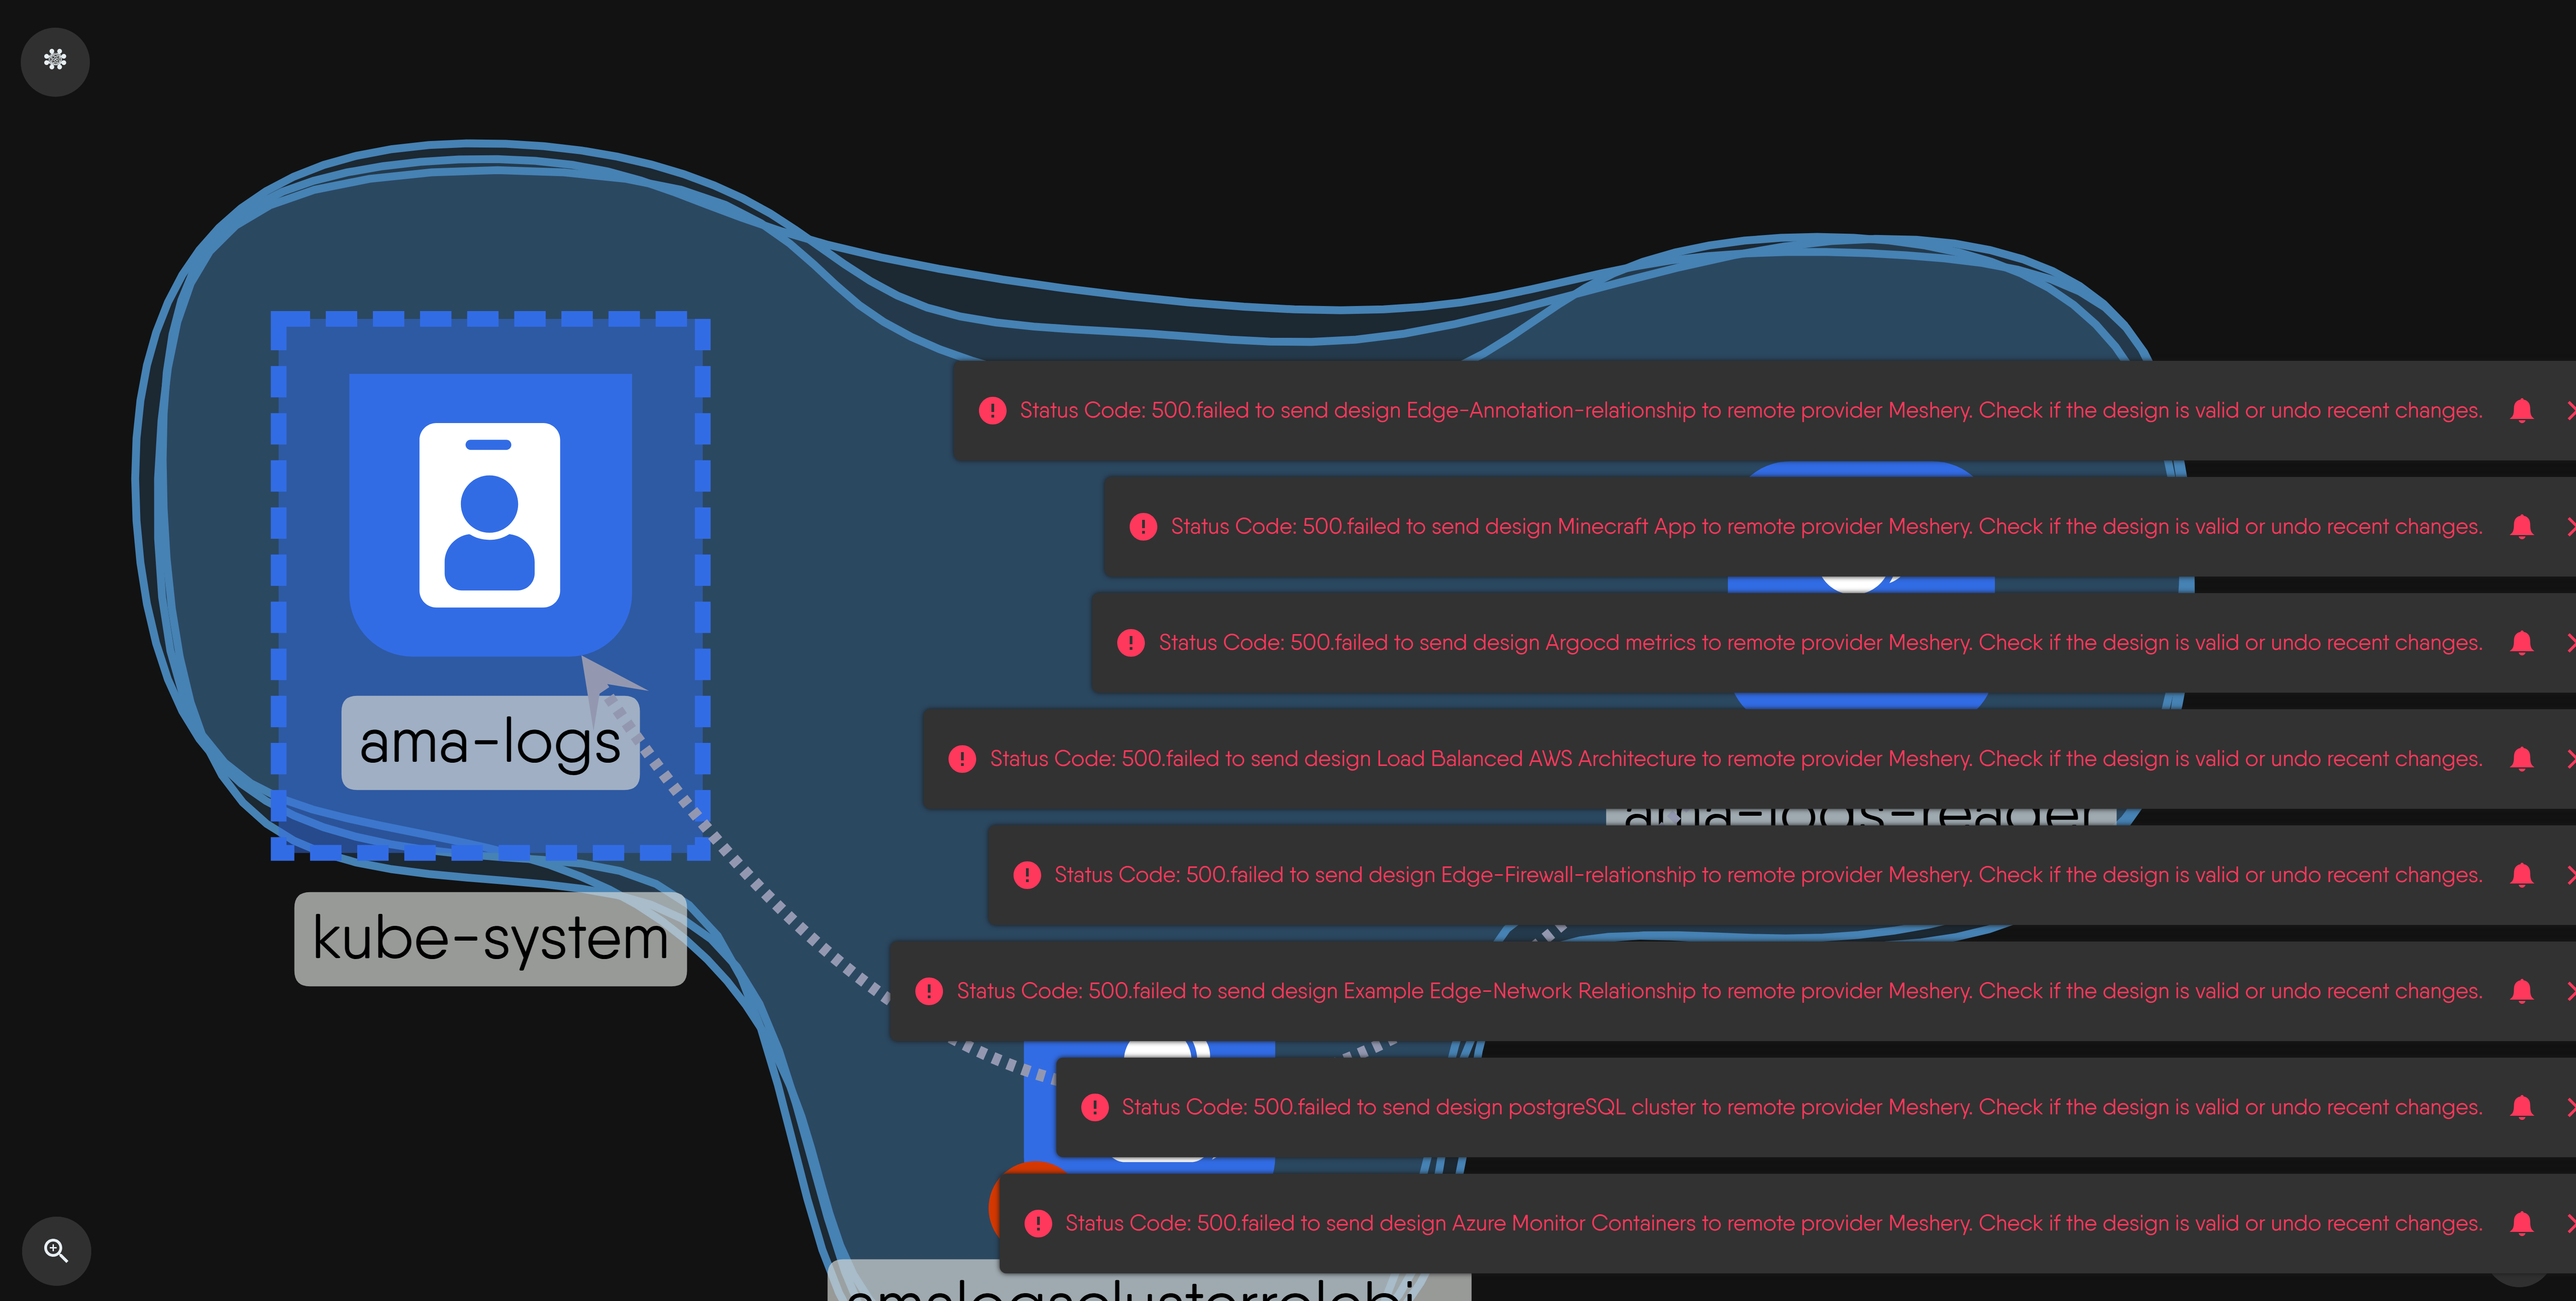 Status Code: 500.failed to send design Edge-Annotation-relationship to remote provider Meshery. Check if the design is valid or undo recent changes.
Status Code: 500.failed to send design Minecraft App to remote provider Meshery. Check if the design is valid or undo recent changes.
Status Code: 500.failed to send design Argocd metrics to remote provider Meshery. Check if the design is valid or undo recent changes.
ama-logs
Status Code: 500.failed to send design Load Balanced AWS Architecture to remote provider Meshery. Check if the design is valid or undo recent changes.
ama-logs-reader
Status Code: 500.failed to send design Edge-Firewall-relationship to remote provider Meshery. Check if the design is valid or undo recent changes.
kube-system
Status Code: 500.failed to send design Example Edge-Network Relationship to remote provider Meshery. Check if the design is valid or undo recent changes.
Status Code: 500.failed to send design postgreSQL cluster to remote provider Meshery. Check if the design is valid or undo recent changes.
Status Code: 500.failed to send design Azure Monitor Containers to remote provider Meshery. Check if the design is valid or undo recent changes.